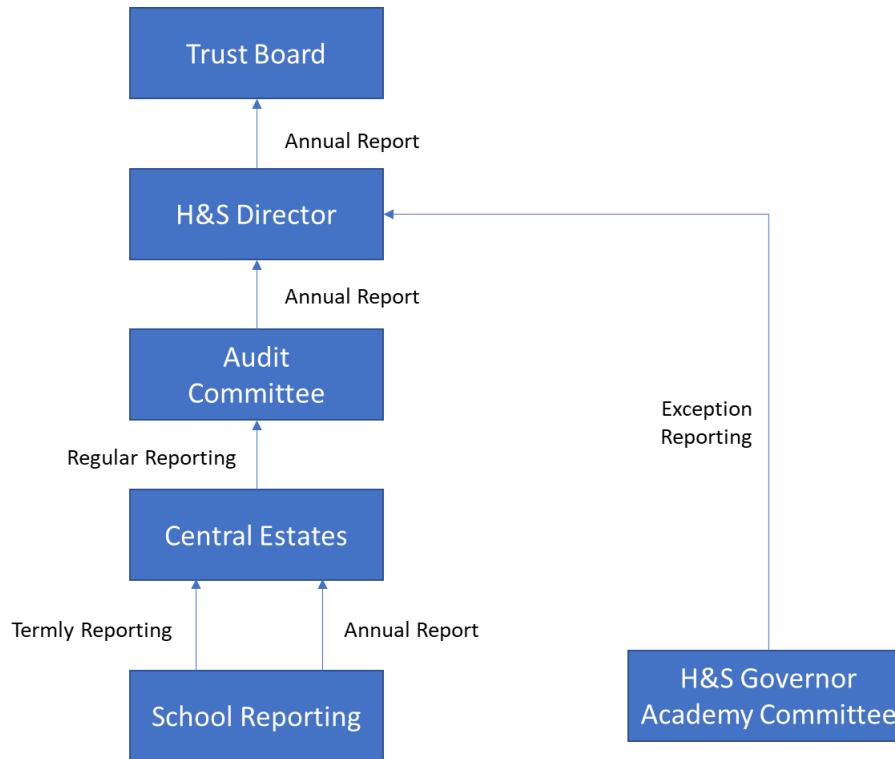 Trust Board
Annual Report
H&S Director
Annual Report
Audit
Committee
Exception
Reporting
Regular Reporting
Central Estates
Termly Reporting
Annual Report
School Reporting
H&S Governor
Academy Committee